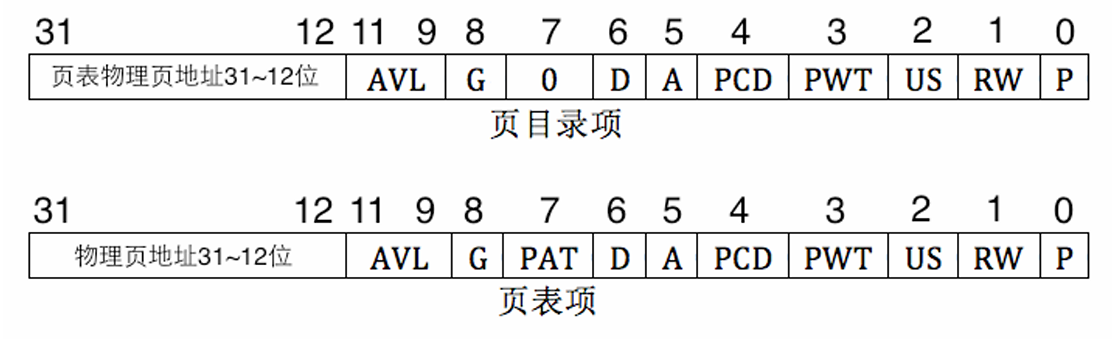 31 12 11 9 8 7 6 5 4 3 2 1 0
页表物理页地址31~12位 AVL G 0 D A PCD PWT US RW P
页目录项
31 12 11 9 8 7 6 5 4 3 2 1 0
物理页地址31~12位 AVL G PAT D A PCD PWT US RW P
页表项